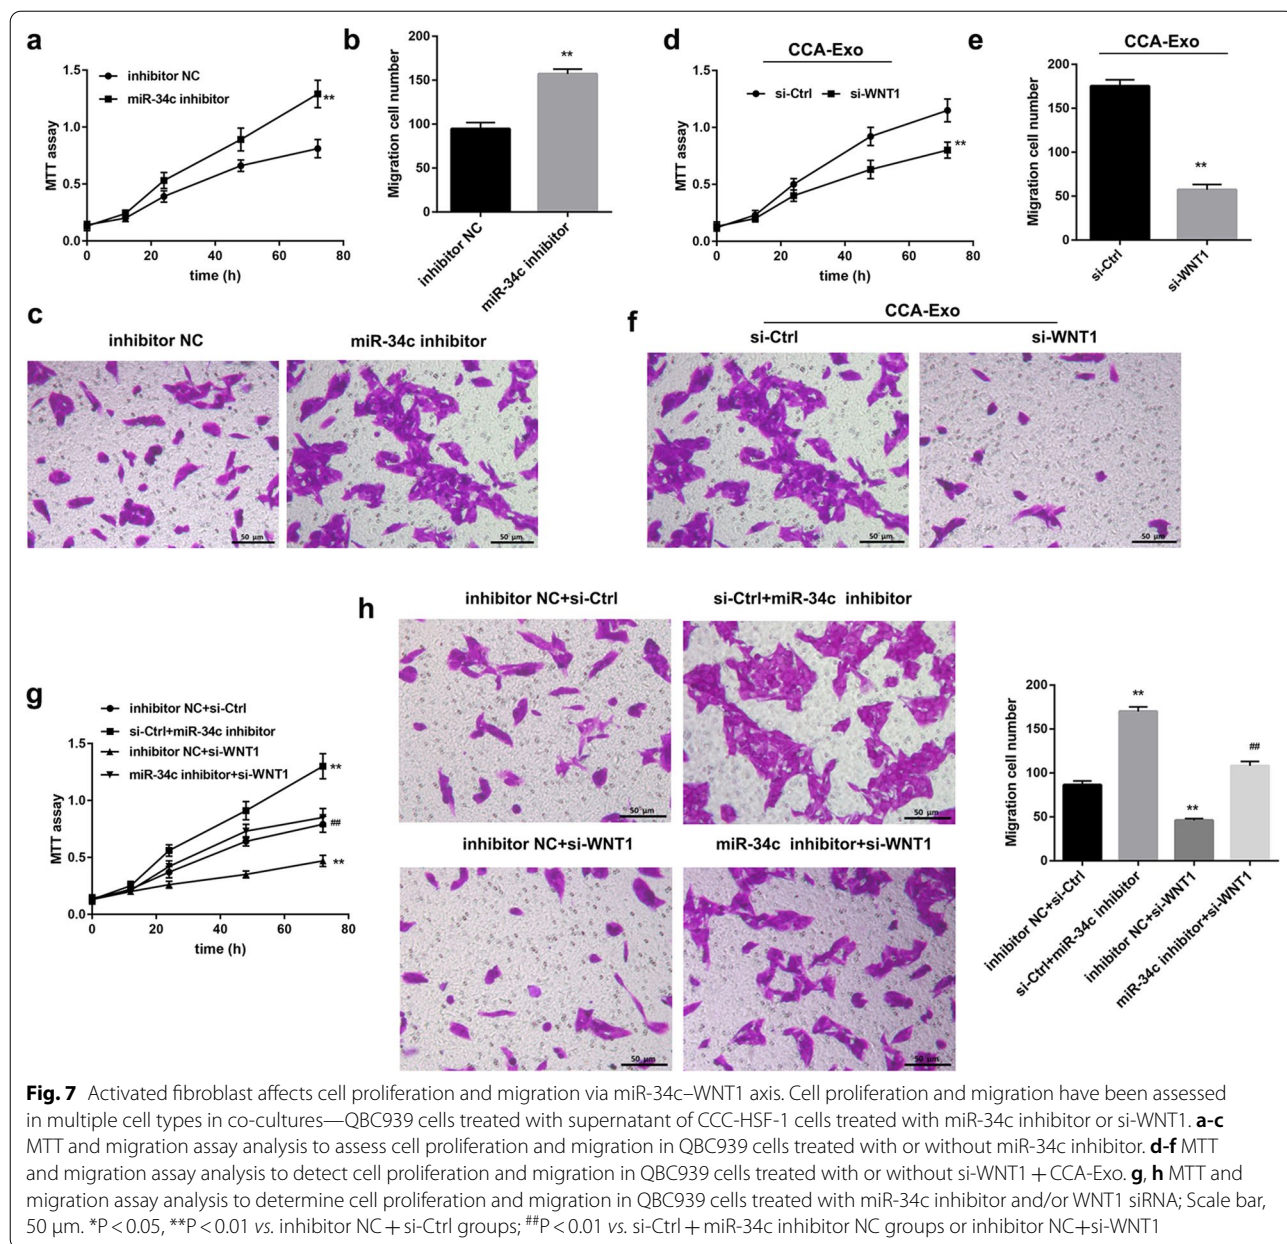 a
inhibitor NC
miR-34c inhibitor
1.5
1.0
0.5
0.0
MTT assay
**
0 20 40 60 80
time (h)
b
200
150
100
50
0
Migration cell number
**
inhibitor NC
miR-34c inhibitor
d
CCA-Exo
si-Ctrl si-WNT1
1.5
1.0
0.5
0.0
MTT assay
**
0 20 40 60 80
time (h)
e
CCA-Exo
200
150
100
50
0
Migration cell number
**
si-Ctrl
si-WNT1
c
inhibitor NC miR-34c inhibitor
50 μm
50 μm
f
CCA-Exo
si-Ctrl si-WNT1
50 μm
50 μm
g
inhibitor NC+si-Ctrl
si-Ctrl+miR-34c inhibitor
inhibitor NC+si-WNT1
miR-34c inhibitor+si-WNT1
1.5
1.0
0.5
0.0
MTT assay
**
##
**
0 20 40 60 80
time (h)
h
inhibitor NC+si-Ctrl si-Ctrl+miR-34c inhibitor
50 μm
50 μm
inhibitor NC+si-WNT1 miR-34c inhibitor+si-WNT1
50 μm
50 μm
200
150
100
50
0
Migration cell number
**
**
##
inhibitor NC+si-Ctrl
si-Ctrl+miR-34c inhibitor
inhibitor NC+si-WNT1
miR-34c inhibitor+si-WNT1
Fig. 7 Activated fibroblast affects cell proliferation and migration via miR-34c–WNT1 axis. Cell proliferation and migration have been assessed
in multiple cell types in co-cultures—QBC939 cells treated with supernatant of CCC-HSF-1 cells treated with miR-34c inhibitor or si-WNT1. a-c
MTT and migration assay analysis to assess cell proliferation and migration in QBC939 cells treated with or without miR-34c inhibitor. d-f MTT
and migration assay analysis to detect cell proliferation and migration in QBC939 cells treated with or without si-WNT1 + CCA-Exo. g, h MTT and
migration assay analysis to determine cell proliferation and migration in QBC939 cells treated with miR-34c inhibitor and/or WNT1 siRNA; Scale bar,
50 μm. *P < 0.05, **P < 0.01 vs. inhibitor NC + si-Ctrl groups; ##P < 0.01 vs. si-Ctrl + miR-34c inhibitor NC groups or inhibitor NC+si-WNT1